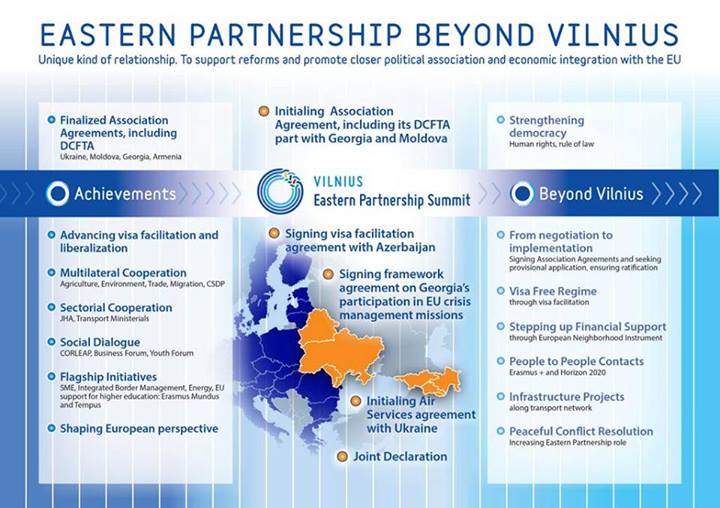 EASTERN PARTNERSHIP BEYOND VILNIUS
Unique kind of relationship. To support reforms and promote closer political association and economic integration with the EU
Finalized Association
Agreements, including
DCFTA
Ukraine, Moldova, Georgia, Armenia
Initialing Association
Agreement, including its DCFTA
part with Georgia and Moldova
Strengthening
democracy
Human rights, rule of law
Achievements
VILNIUS
Eastern Partnership Summit
Beyond Vilnius
Advancing visa facilitation and
liberalization
Multilateral Cooperation
Agriculture, Environment, Trade, Migration, CSDP
Sectorial Cooperation
JHA, Transport Ministerials
Social Dialogue
CORLEAP, Business Forum, Youth Forum
Flagship Initiatives
SME, Integrated Border Management, Energy, EU
support for higher education: Erasmus Mundus
and Tempus
Shaping European perspective
Signing visa facilitation
agreement with Azerbaijan
Signing framework
agreement on Georgia's
participation in EU crisis
management missions
Initialing Air
Services agreement
with Ukraine
Joint Declaration
From negotiation to
implementation
Signing Association Agreements and seeking
provisional application, ensuring ratification
Visa Free Regime
through visa facilitation
Stepping up Financial Support
through European Neighborhood Instrument
People to People Contacts
Erasmus + and Horizon 2020
Infrastructure Projects
along transport network
Peaceful Conflict Resolution
Increasing Eastern Partnership role